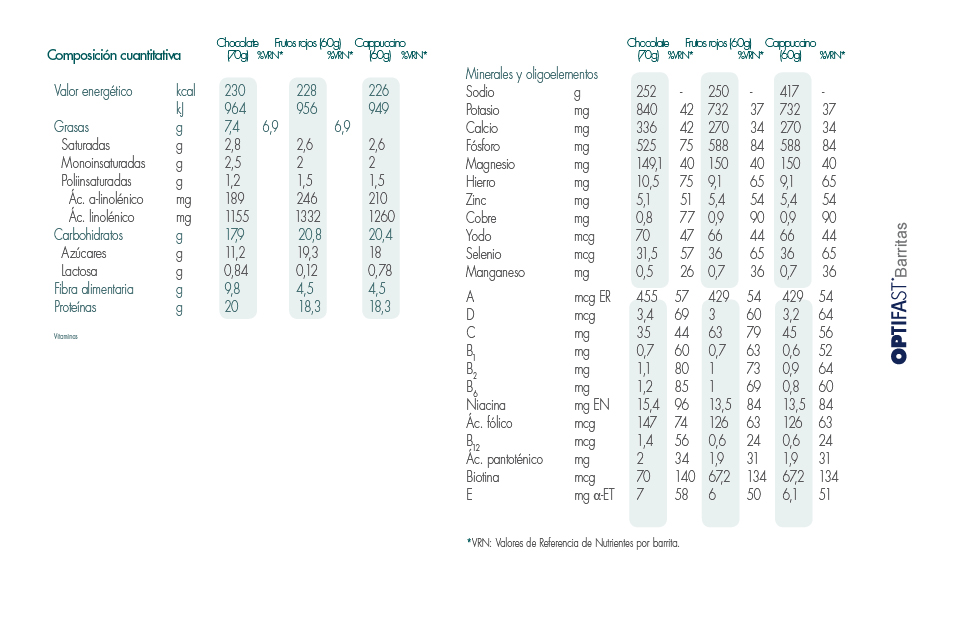 Composición cuantitativa Chocolate (70g) %VRN* Frutos rojos (60g) %VRN* Cappuccino (60g) %VRN*
Valor energético kcal 230 228 226
kJ 964 956 949
Grasas g 7,4 6,9 6,9
Saturadas g 2,8 2,6 2,6
Monoinsaturadas g 2,5 2 2
Poliinsaturadas g 1,2 1,5 1,5
Ác. a-linolénico mg 189 246 210
Ác. linolénico mg 1155 1332 1260
Carbohidratos g 17,9 20,8 20,4
Azúcares g 11,2 19,3 18
Lactosa g 0,84 0,12 0,78
Fibra alimentaria g 9,8 4,5 4,5
Proteínas g 20 18,3 18,3
Vitaminas
Chocolate (70g) %VRN* Frutos rojos (60g) %VRN* Cappuccino (60g) %VRN*
Minerales y oligoelementos
Sodio g 252 - 250 - 417 -
Potasio mg 840 42 732 37 732 37
Calcio mg 336 42 270 34 270 34
Fósforo mg 525 75 588 84 588 84
Magnesio mg 149,1 40 150 40 150 40
Hierro mg 10,5 75 9,1 65 9,1 65
Zinc mg 5,1 51 5,4 54 5,4 54
Cobre mg 0,8 77 0,9 90 0,9 90
Yodo mcg 70 47 66 44 66 44
Selenio mcg 31,5 57 36 65 36 65
Manganeso mg 0,5 26 0,7 36 0,7 36
A mcg ER 455 57 429 54 429 54
D mcg 3,4 69 3 60 3,2 64
C mg 35 44 63 79 45 56
B1 mg 0,7 60 0,7 63 0,6 52
B2 mg 1,1 80 1 73 0,9 64
B6 mg 1,2 85 1 69 0,8 60
Niacina mg EN 15,4 96 13,5 84 13,5 84
Ác. fólico mcg 147 74 126 63 126 63
B12 mcg 1,4 56 0,6 24 0,6 24
Ác. pantoténico mg 2 34 1,9 31 1,9 31
Biotina mcg 70 140 67,2 134 67,2 134
E mg α-ET 7 58 6 50 6,1 51
*VRN: Valores de Referencia de Nutrientes por barrita.
OPTIFAST® Barritas